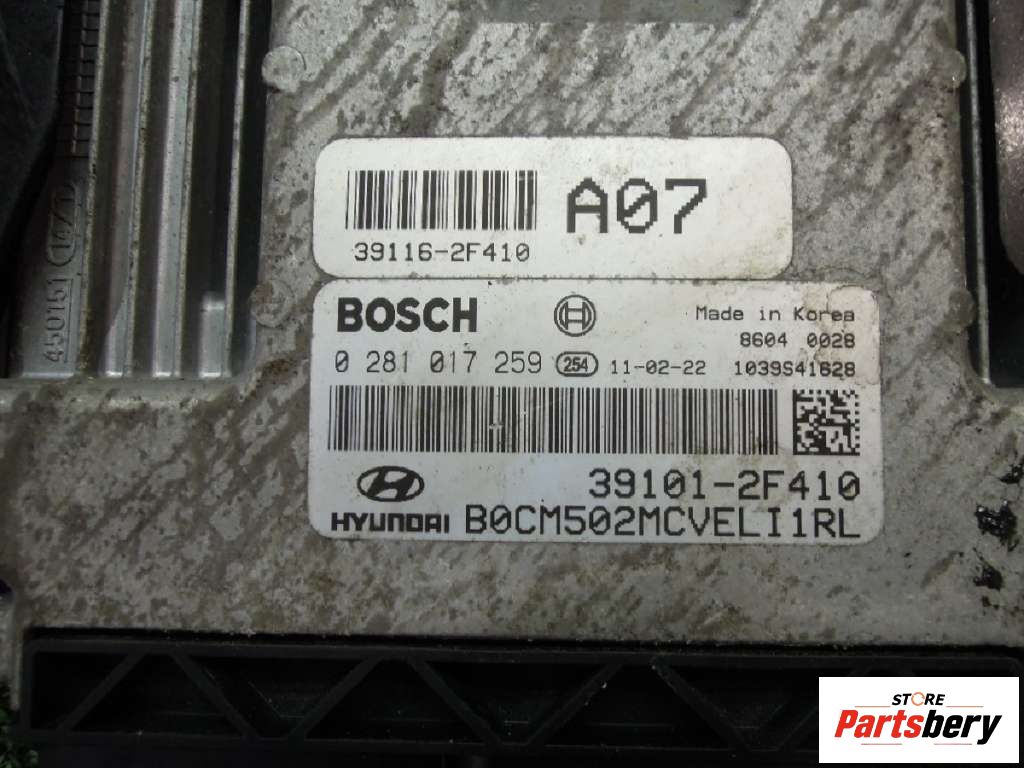 39116-2F410
A07
BOSCH
Made in Korea
8604 0028
0 281 017 259 254 11-02-22 1039S41628
39101-2F410
HYUNDAI B0CM502MCVELI1RL
450151
STORE
Partsbery